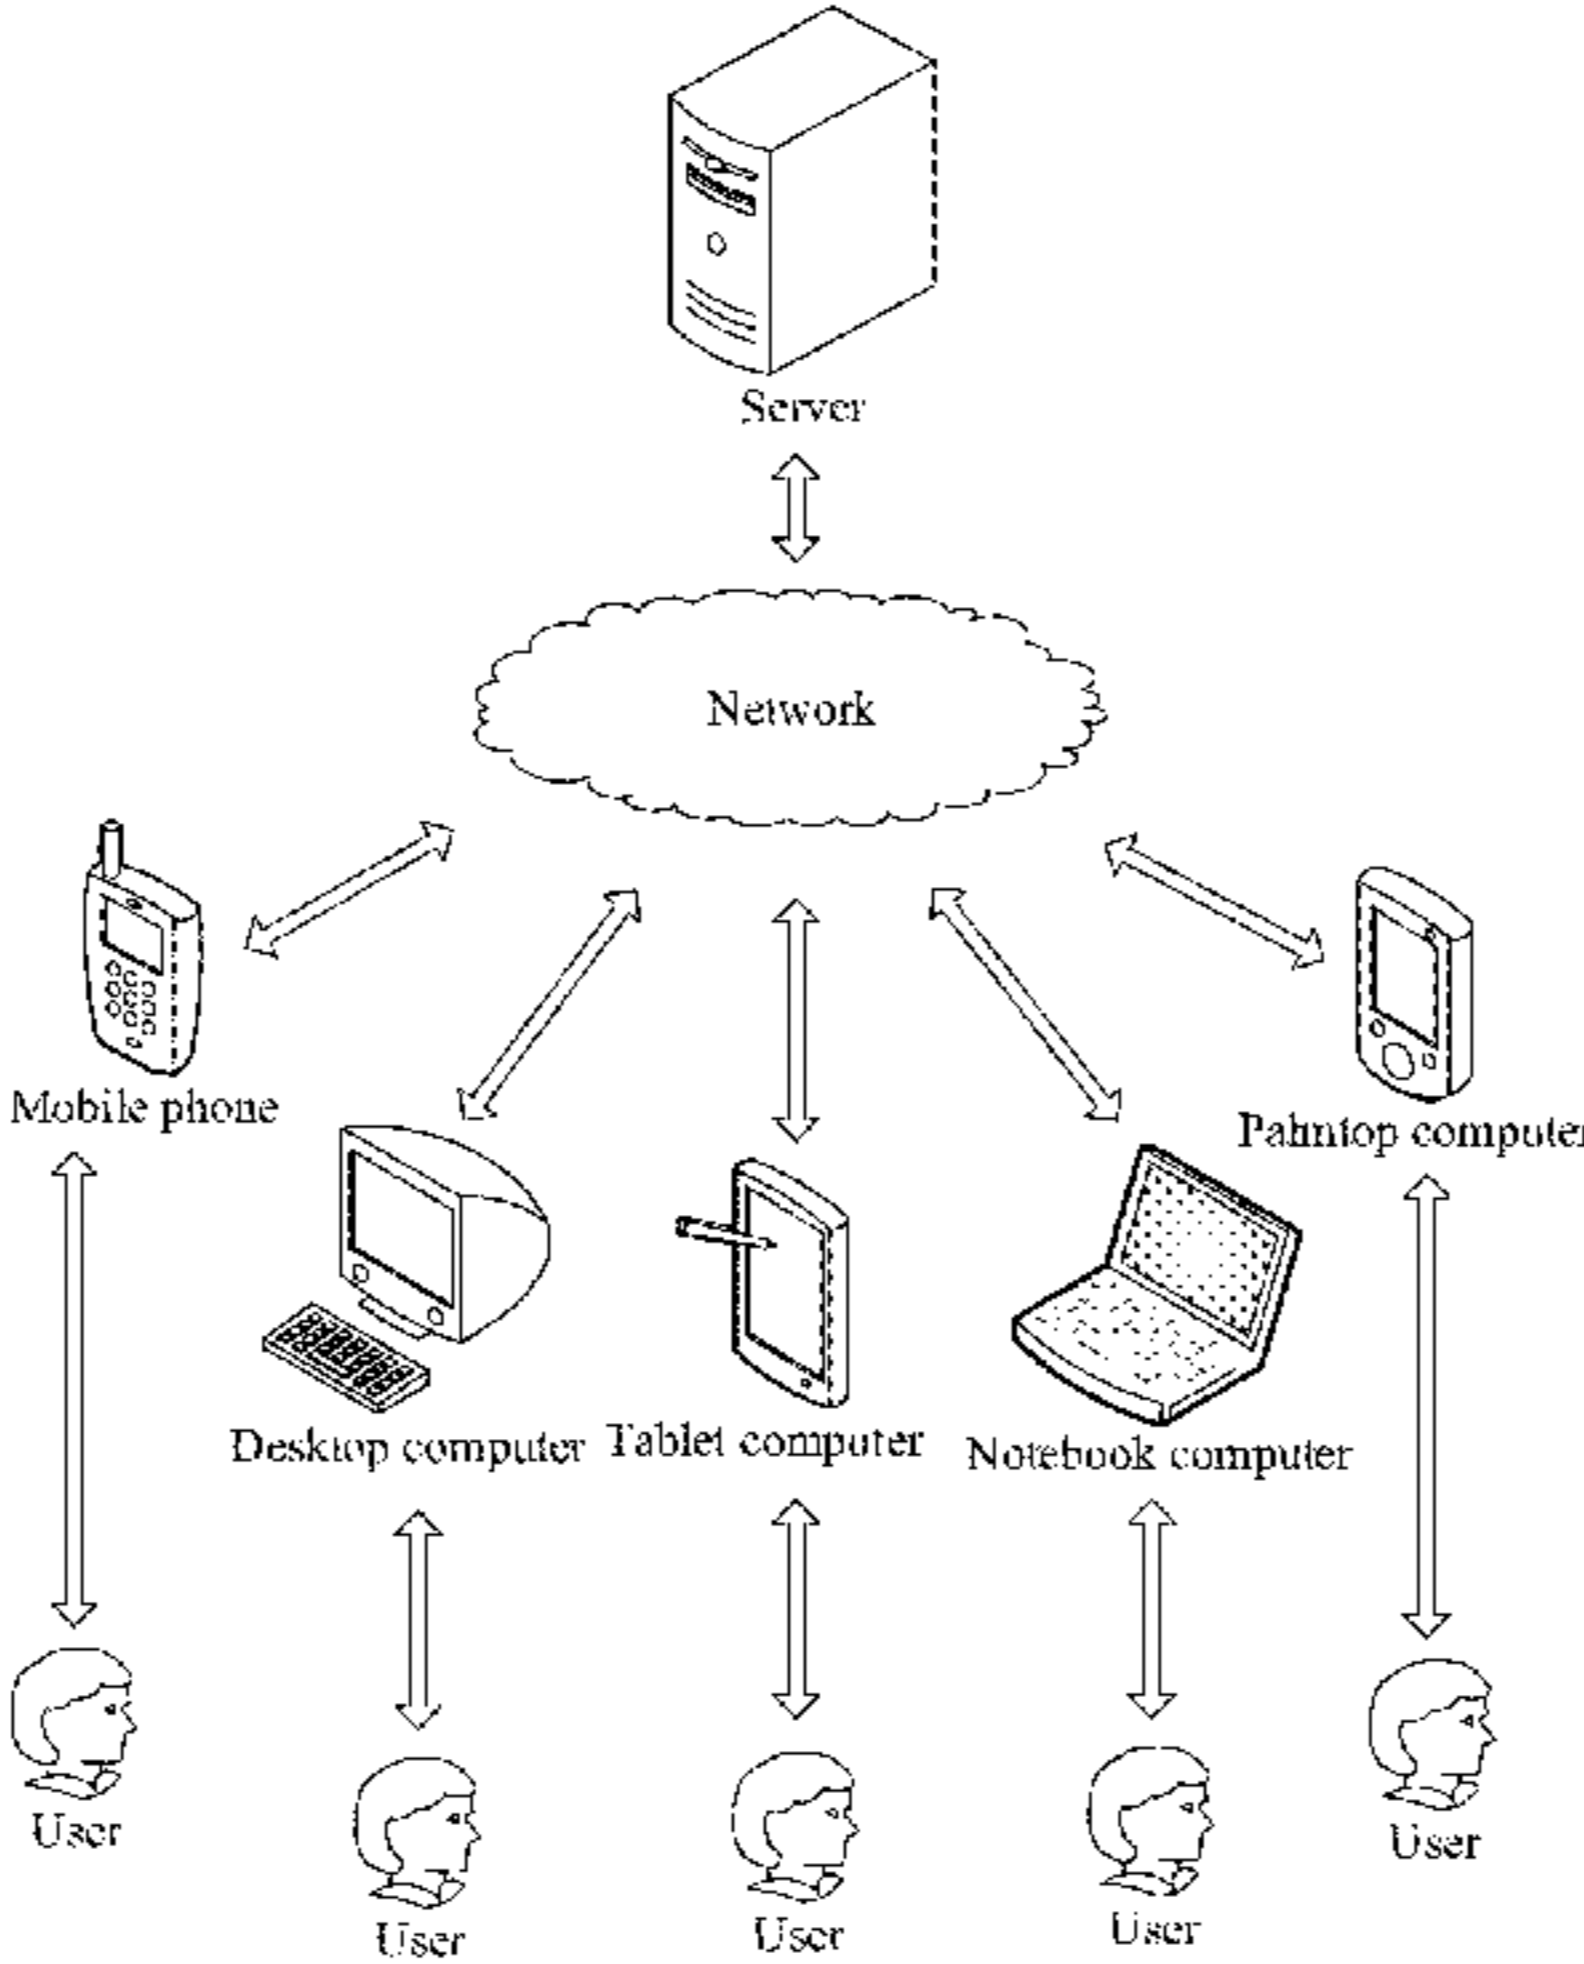 Server
Network
Mobile phone
Palmtop computer
Desktop computer
Tablet computer
Notebook computer
User
User
User
User
User